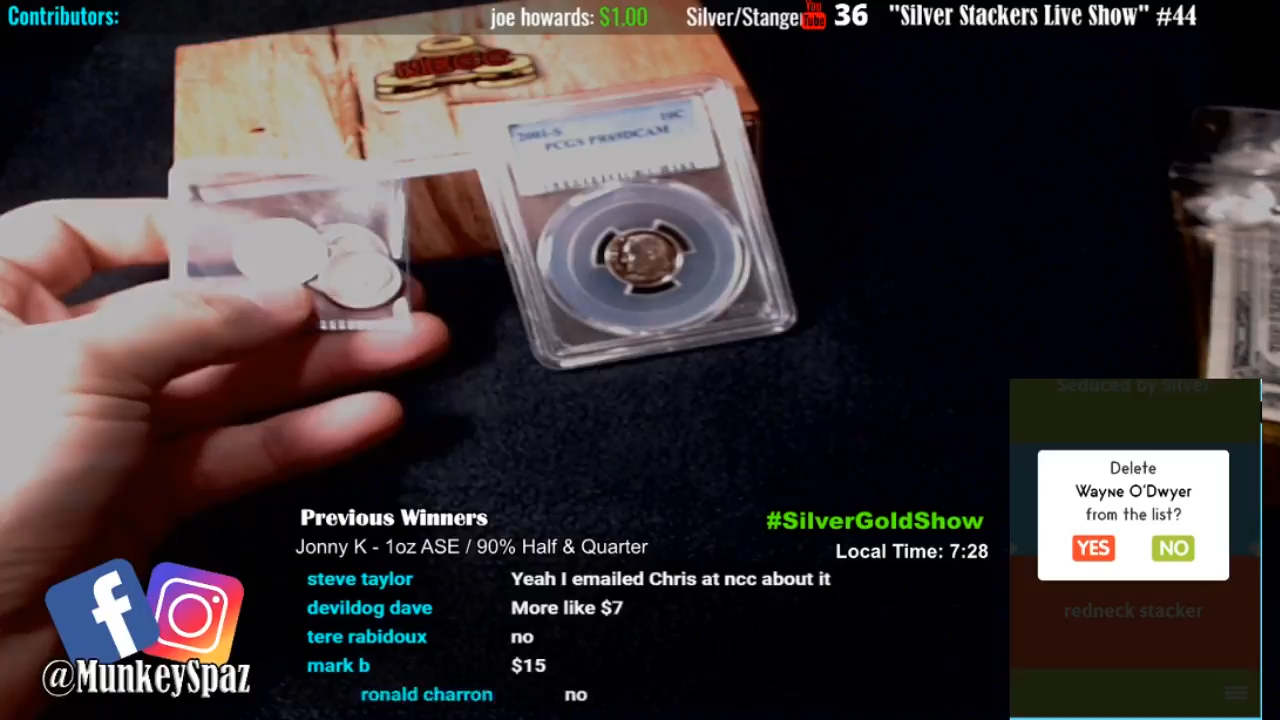 Contributors:
joe howards: $1.00
Silver/Stange
You Tube
36
"Silver Stackers Live Show" #44
NGCC
2001-S 10C
PCGS PR69DCAM
Seduced by Silver
Delete
Wayne O'Dwyer
from the list?
YES NO
redneck stacker
Previous Winners
#SilverGoldShow
Jonny K - 1oz ASE / 90% Half & Quarter
Local Time: 7:28
steve taylor Yeah I emailed Chris at ncc about it
devildog dave More like $7
tere rabidoux no
mark b $15
ronald charron no
@MunkeySpaz